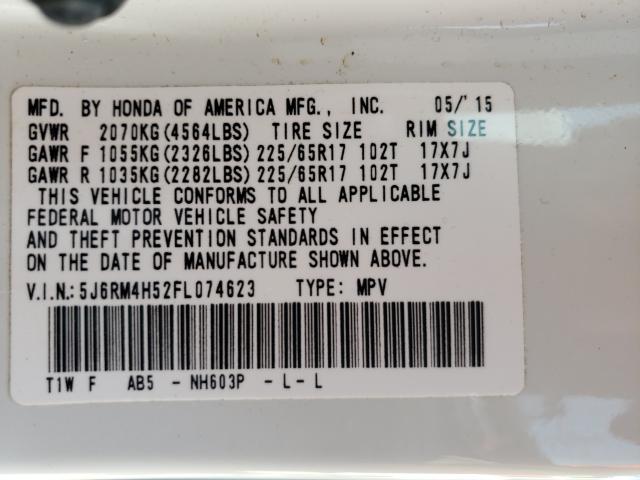 MFD. BY HONDA OF AMERICA MFG., INC. 05/'15
GVWR 2070KG(4564LBS) TIRE SIZE RIM SIZE
GAWR F 1055KG(2326LBS) 225/65R17 102T 17X7J
GAWR R 1035KG(2282LBS) 225/65R17 102T 17X7J
THIS VEHICLE CONFORMS TO ALL APPLICABLE
FEDERAL MOTOR VEHICLE SAFETY
AND THEFT PREVENTION STANDARDS IN EFFECT
ON THE DATE OF MANUFACTURE SHOWN ABOVE.
V.I.N.:5J6RM4H52FL074623 TYPE: MPV
T1W F AB5 - NH603P - L - L